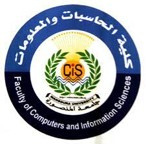 كلية الحاسبات والمعلومات
CiS
Faculty of Computers and Information Sciences